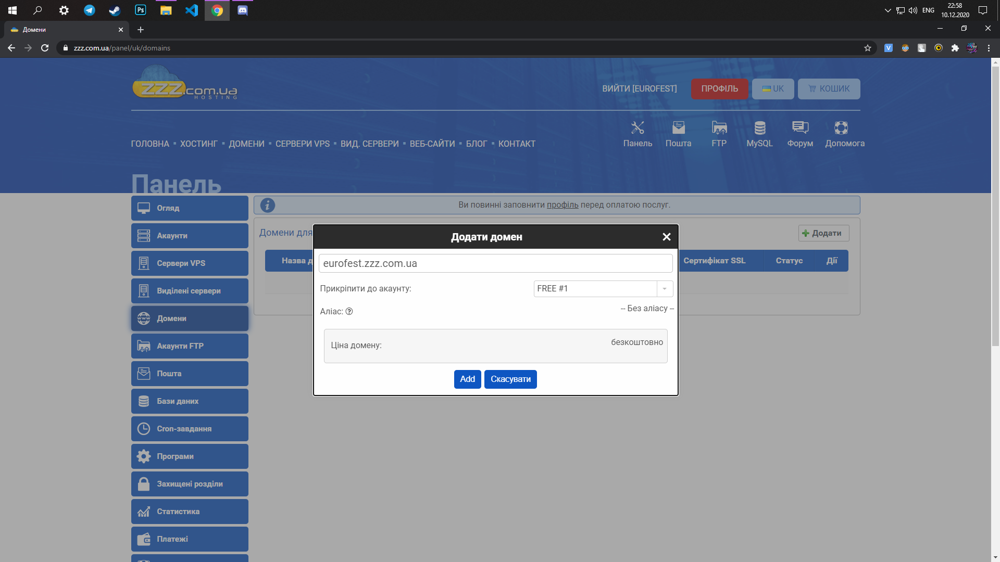 Ps
ENG
22:58
10.12.2020
Домени
zzz.com.ua/panel/uk/domains
V
zzz.com.ua
HOSTING
ВИЙТИ [EUROFEST]
ПРОФІЛЬ
UK
КОШИК
ГОЛОВНА ХОСТИНГ ДОМЕНИ СЕРВЕРИ VPS ВИД. СЕРВЕРИ ВЕБ-САЙТИ БЛОГ КОНТАКТ
Панель Пошта FTP MySQL Форум Допомога
Панель
Огляд
Акаунти
Сервери VPS
Виділені сервери
Домени
Акаунти FTP
Пошта
Бази даних
Cron-завдання
Програми
Захищені розділи
Статистика
Платежі
Ви повинні заповнити профіль перед оплатою послуг.
Домени для
Додати
Назва д
Сертифікат SSL Статус Дії
Додати домен
eurofest.zzz.com.ua
Прикріпити до акаунту:
FREE #1
Аліас:
-- Без аліасу --
Ціна домену:
безкоштовно
Add
Скасувати